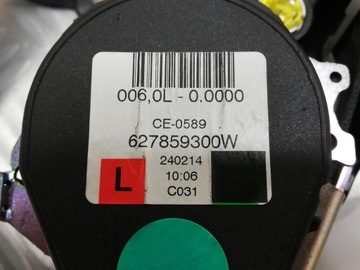 006,0L - 0.0000
CE-0589
627859300W
240214
L
10:06
C031